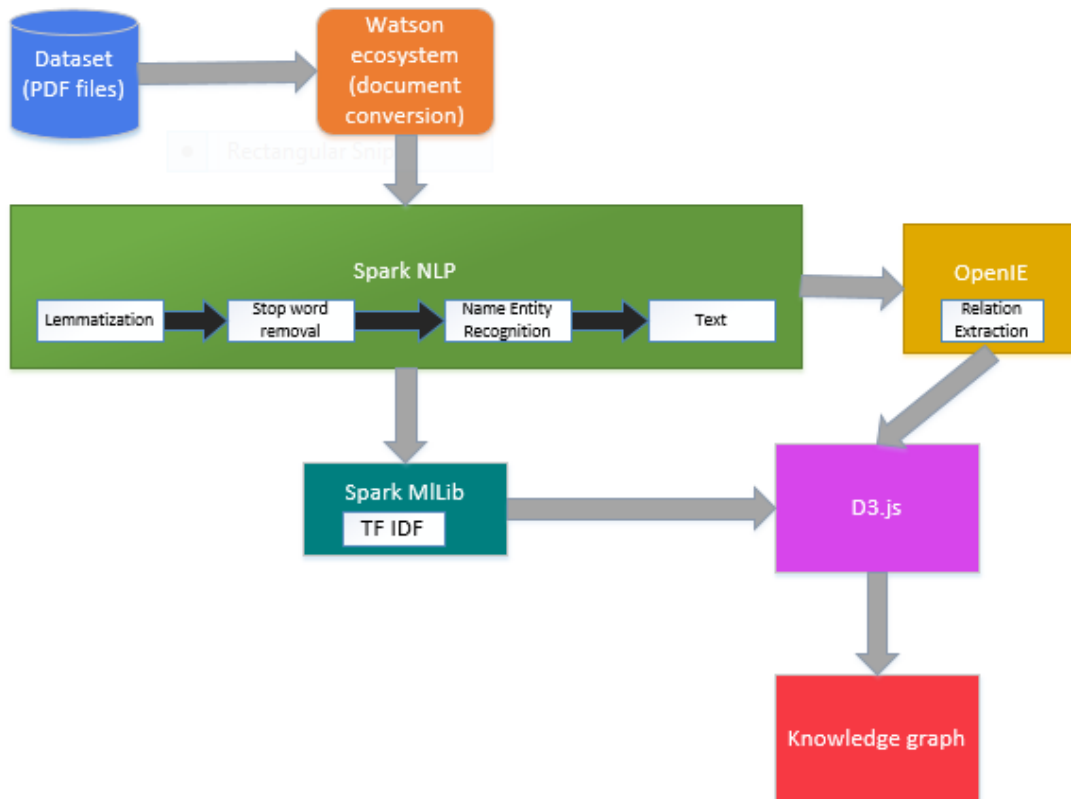 Dataset
(PDF files)
Watson
ecosystem
(document
conversion)
Rectangular Snip
Spark NLP
Lemmatization
Stop word
removal
Name Entity
Recognition
Text
OpenIE
Relation
Extraction
Spark MlLib
TF IDF
D3.js
Knowledge graph